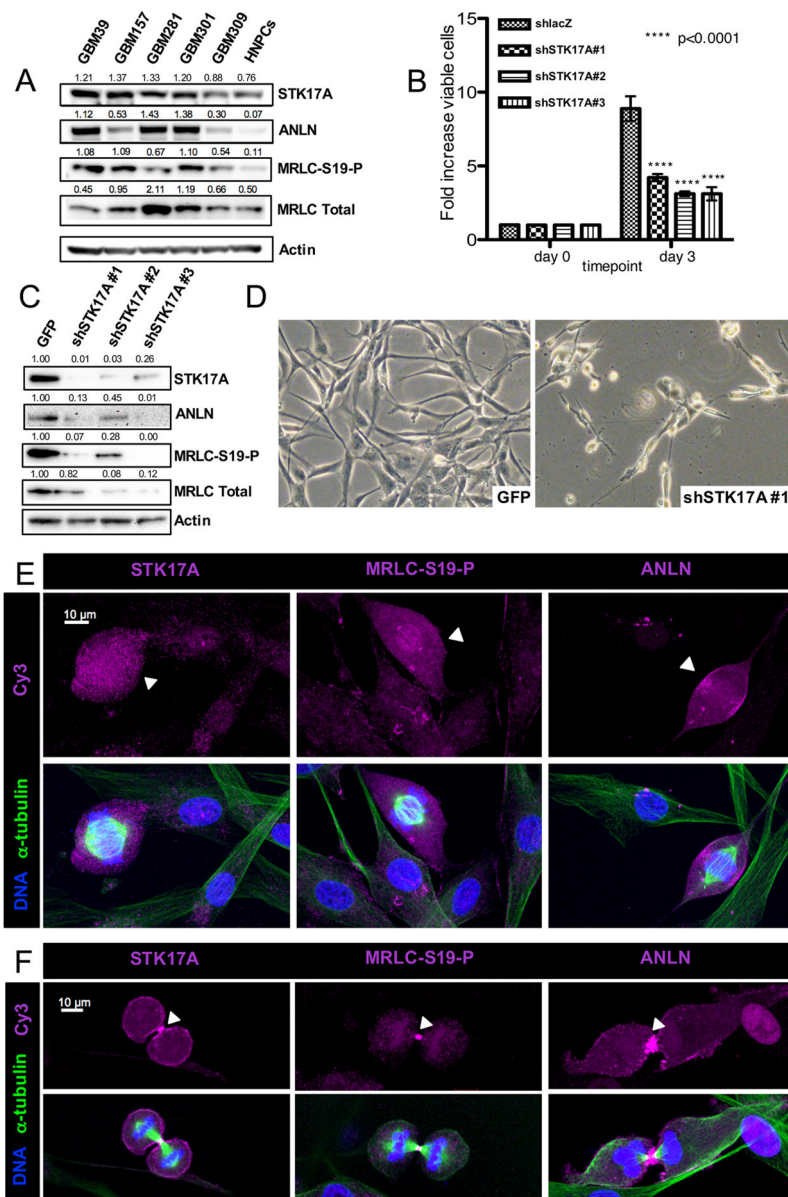 A
GBM39 GBM157 GBM281 GBM301 GBM309 HNPCs
1.21 1.37 1.33 1.20 0.88 0.76
STK17A
1.12 0.53 1.43 1.38 0.30 0.07
ANLN
1.08 1.09 0.67 1.10 0.54 0.11
MRLC-S19-P
0.45 0.95 2.11 1.19 0.66 0.50
MRLC Total
Actin
B
shlacZ
shSTK17A#1
shSTK17A#2
shSTK17A#3
**** p<0.0001
Fold increase viable cells
15
10
5
0
****
****
****
day 0
day 3
timepoint
C
GFP shSTK17A#1 shSTK17A#2 shSTK17A#3
1.00 0.01 0.03 0.26
STK17A
1.00 0.13 0.45 0.01
ANLN
1.00 0.07 0.28 0.00
MRLC-S19-P
1.00 0.82 0.08 0.12
MRLC Total
Actin
D
GFP
shSTK17A#1
E
STK17A MRLC-S19-P ANLN
10 µm
Cy3
DNA α-tubulin
F
STK17A MRLC-S19-P ANLN
10 µm
Cy3
DNA α-tubulin